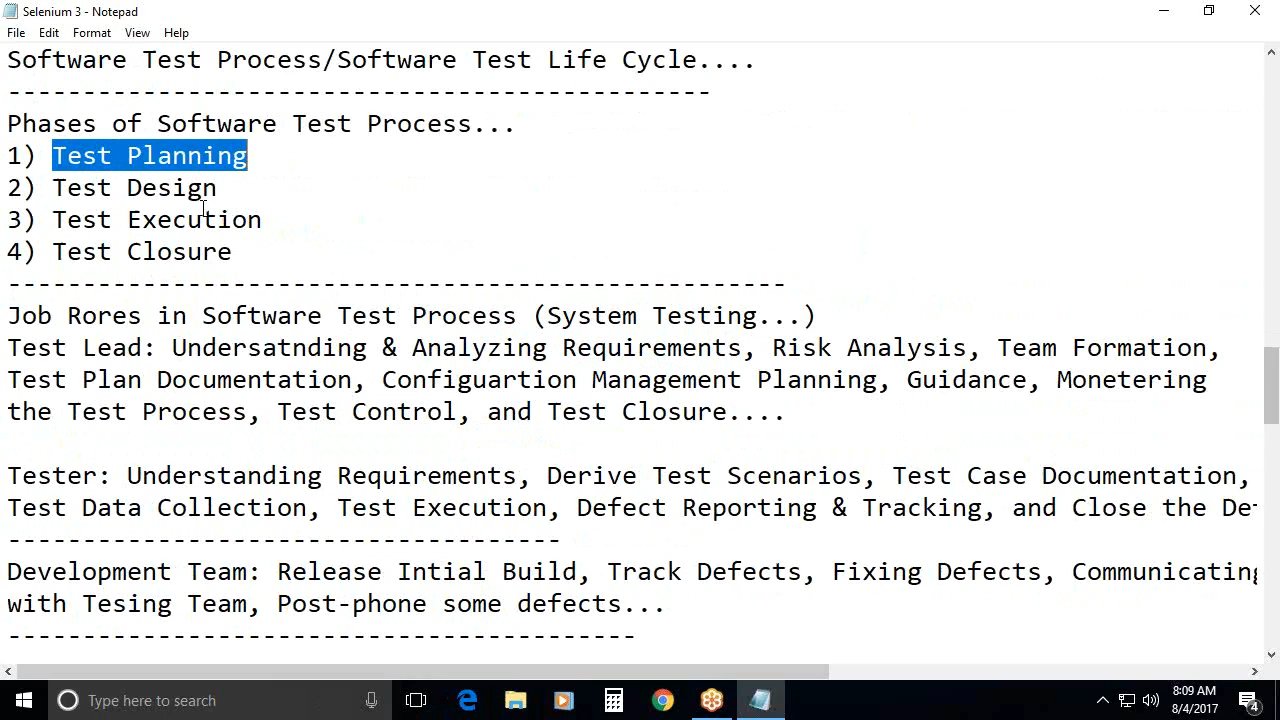 Selenium 3 - Notepad
File Edit Format View Help
Software Test Process/Software Test Life Cycle....
-----------------------------------------------
Phases of Software Test Process...
1) Test Planning
2) Test Design
3) Test Execution
4) Test Closure
----------------------------------------------------
Job Rores in Software Test Process (System Testing...)
Test Lead: Undersatnding & Analyzing Requirements, Risk Analysis, Team Formation,
Test Plan Documentation, Configuartion Management Planning, Guidance, Monetering
the Test Process, Test Control, and Test Closure....
Tester: Understanding Requirements, Derive Test Scenarios, Test Case Documentation,
Test Data Collection, Test Execution, Defect Reporting & Tracking, and Close the
-------------------------------------
Development Team: Release Intial Build, Track Defects, Fixing Defects, Communicating
with Tesing Team, Post-phone some defects...
------------------------------------------
Type here to search
8:09 AM
8/4/2017
4